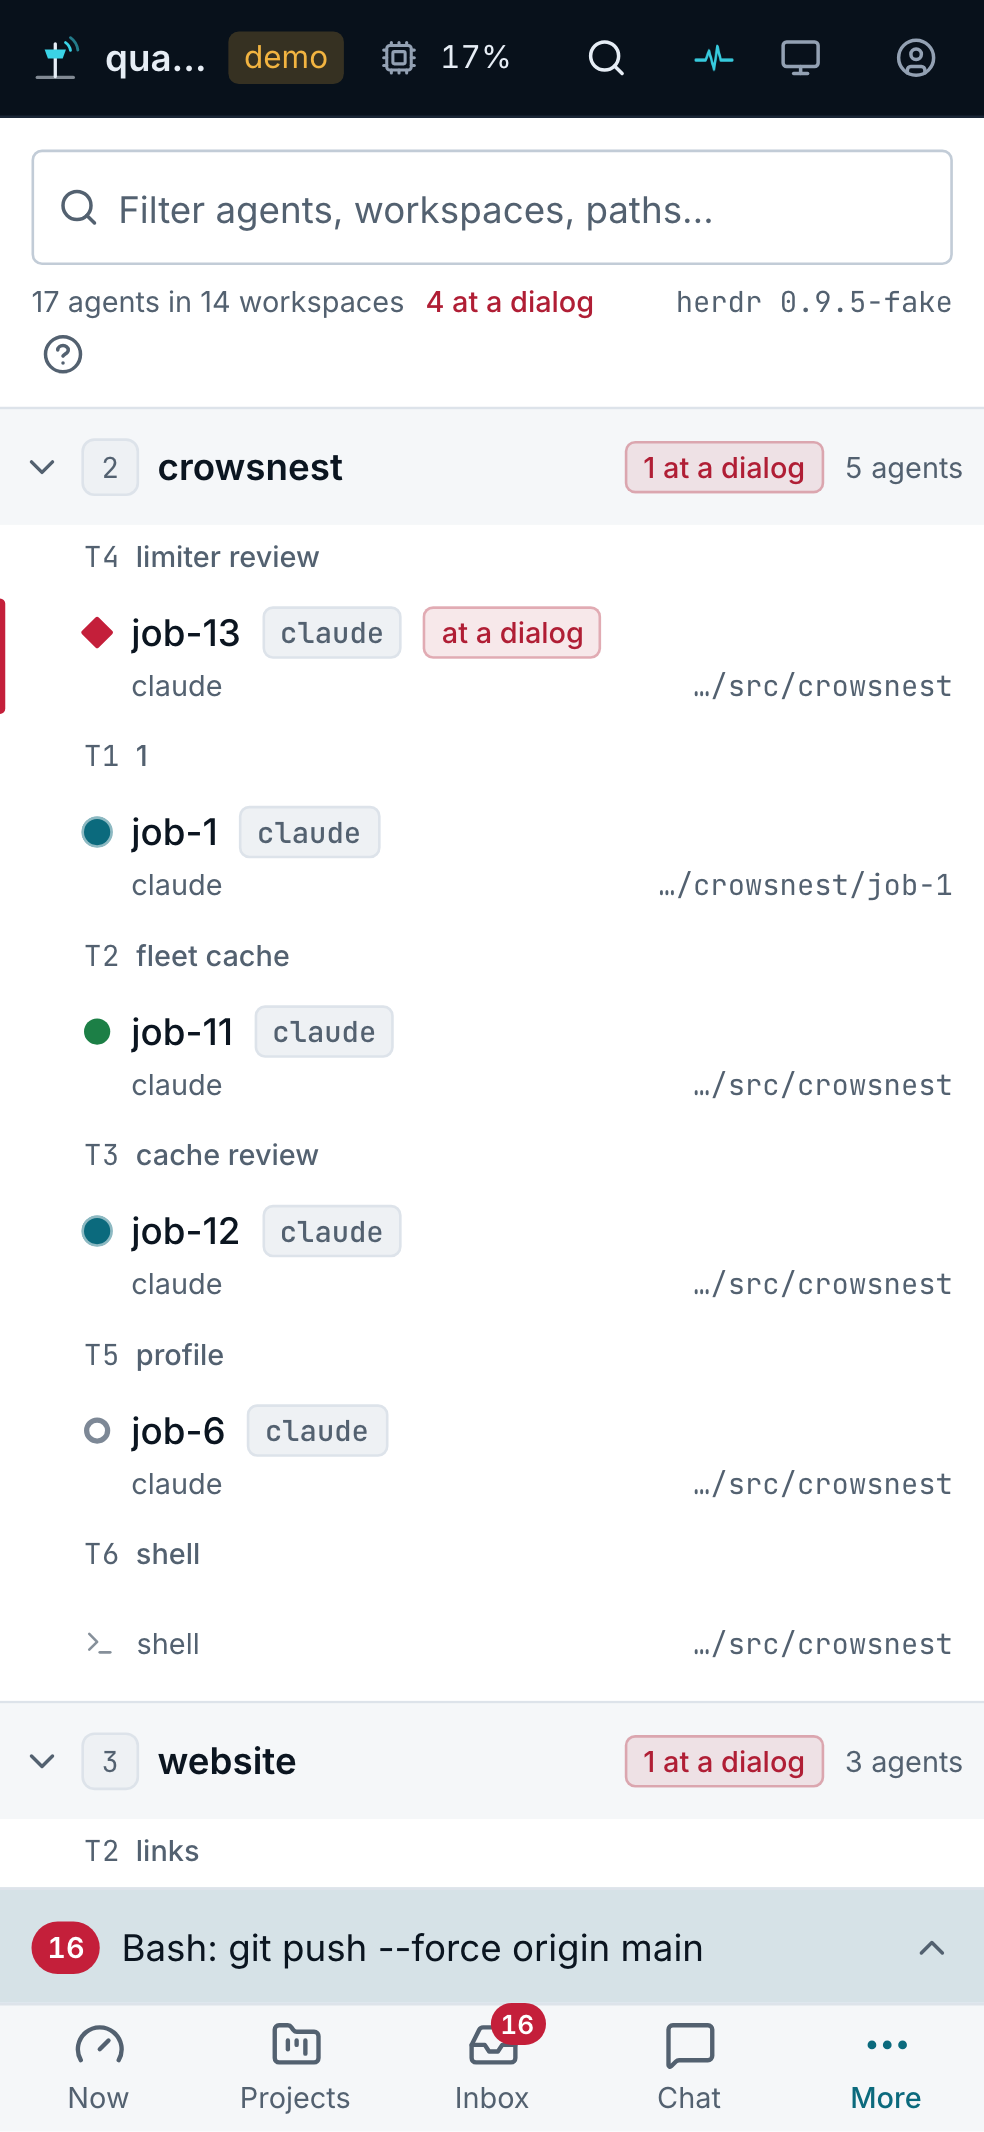 qua... demo 17%
Filter agents, workspaces, paths...
17 agents in 14 workspaces 4 at a dialog herdr 0.9.5-fake
?
2 crowsnest 1 at a dialog 5 agents
T4 limiter review
job-13 claude at a dialog
claude …/src/crowsnest
T1 1
job-1 claude
claude …/crowsnest/job-1
T2 fleet cache
job-11 claude
claude …/src/crowsnest
T3 cache review
job-12 claude
claude …/src/crowsnest
T5 profile
job-6 claude
claude …/src/crowsnest
T6 shell
shell …/src/crowsnest
3 website 1 at a dialog 3 agents
T2 links
16 Bash: git push --force origin main
16
Now Projects Inbox Chat More